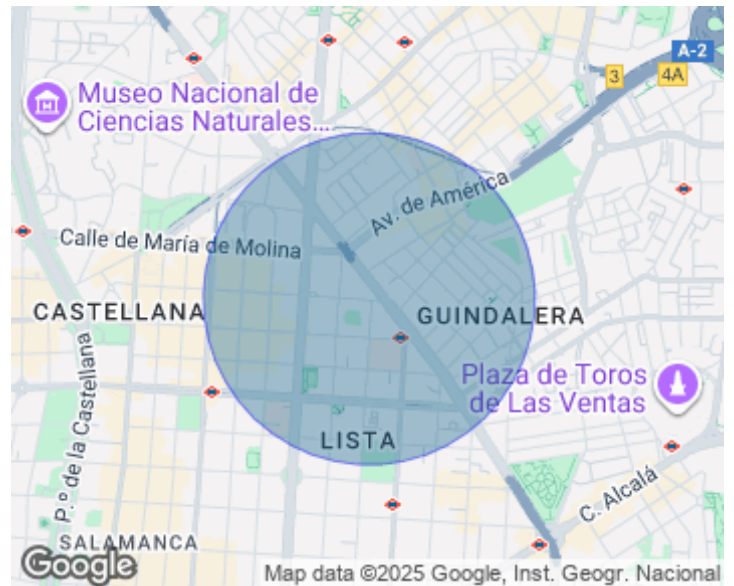 A-2
3
4A
Museo Nacional de
Ciencias Naturales...
Av. de América
Calle de María de Molina
CASTELLANA
GUINDALERA
P.º de la Castellana
Plaza de Toros
de Las Ventas
LISTA
C. Alcalá
SALAMANCA
Google
Map data ©2025 Google, Inst. Geogr. Nacional